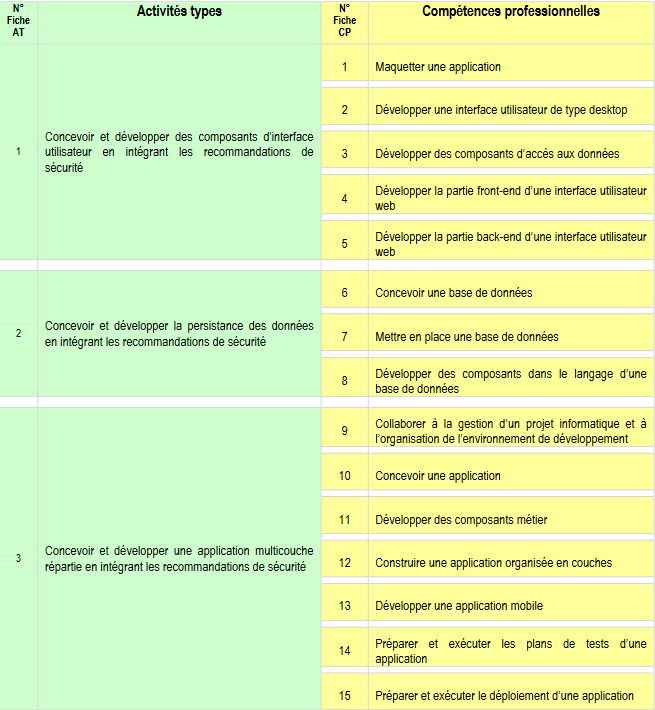 N°
Fiche
AT
Activités types
N°
Fiche
CP
Compétences professionnelles
1
Concevoir et développer des composants d'interface
utilisateur en intégrant les recommandations de
sécurité
1
Maquetter une application
2
Développer une interface utilisateur de type desktop
3
Développer des composants d'accès aux données
4
Développer la partie front-end d'une interface utilisateur
web
5
Développer la partie back-end d'une interface utilisateur
web
2
Concevoir et développer la persistance des données
en intégrant les recommandations de sécurité
6
Concevoir une base de données
7
Mettre en place une base de données
8
Développer des composants dans le langage d'une
base de données
3
Concevoir et développer une application multicouche
répartie en intégrant les recommandations de sécurité
9
Collaborer à la gestion d'un projet informatique et à
l'organisation de l'environnement de développement
10
Concevoir une application
11
Développer des composants métier
12
Construire une application organisée en couches
13
Développer une application mobile
14
Préparer et exécuter les plans de tests d'une
application
15
Préparer et exécuter le déploiement d'une application